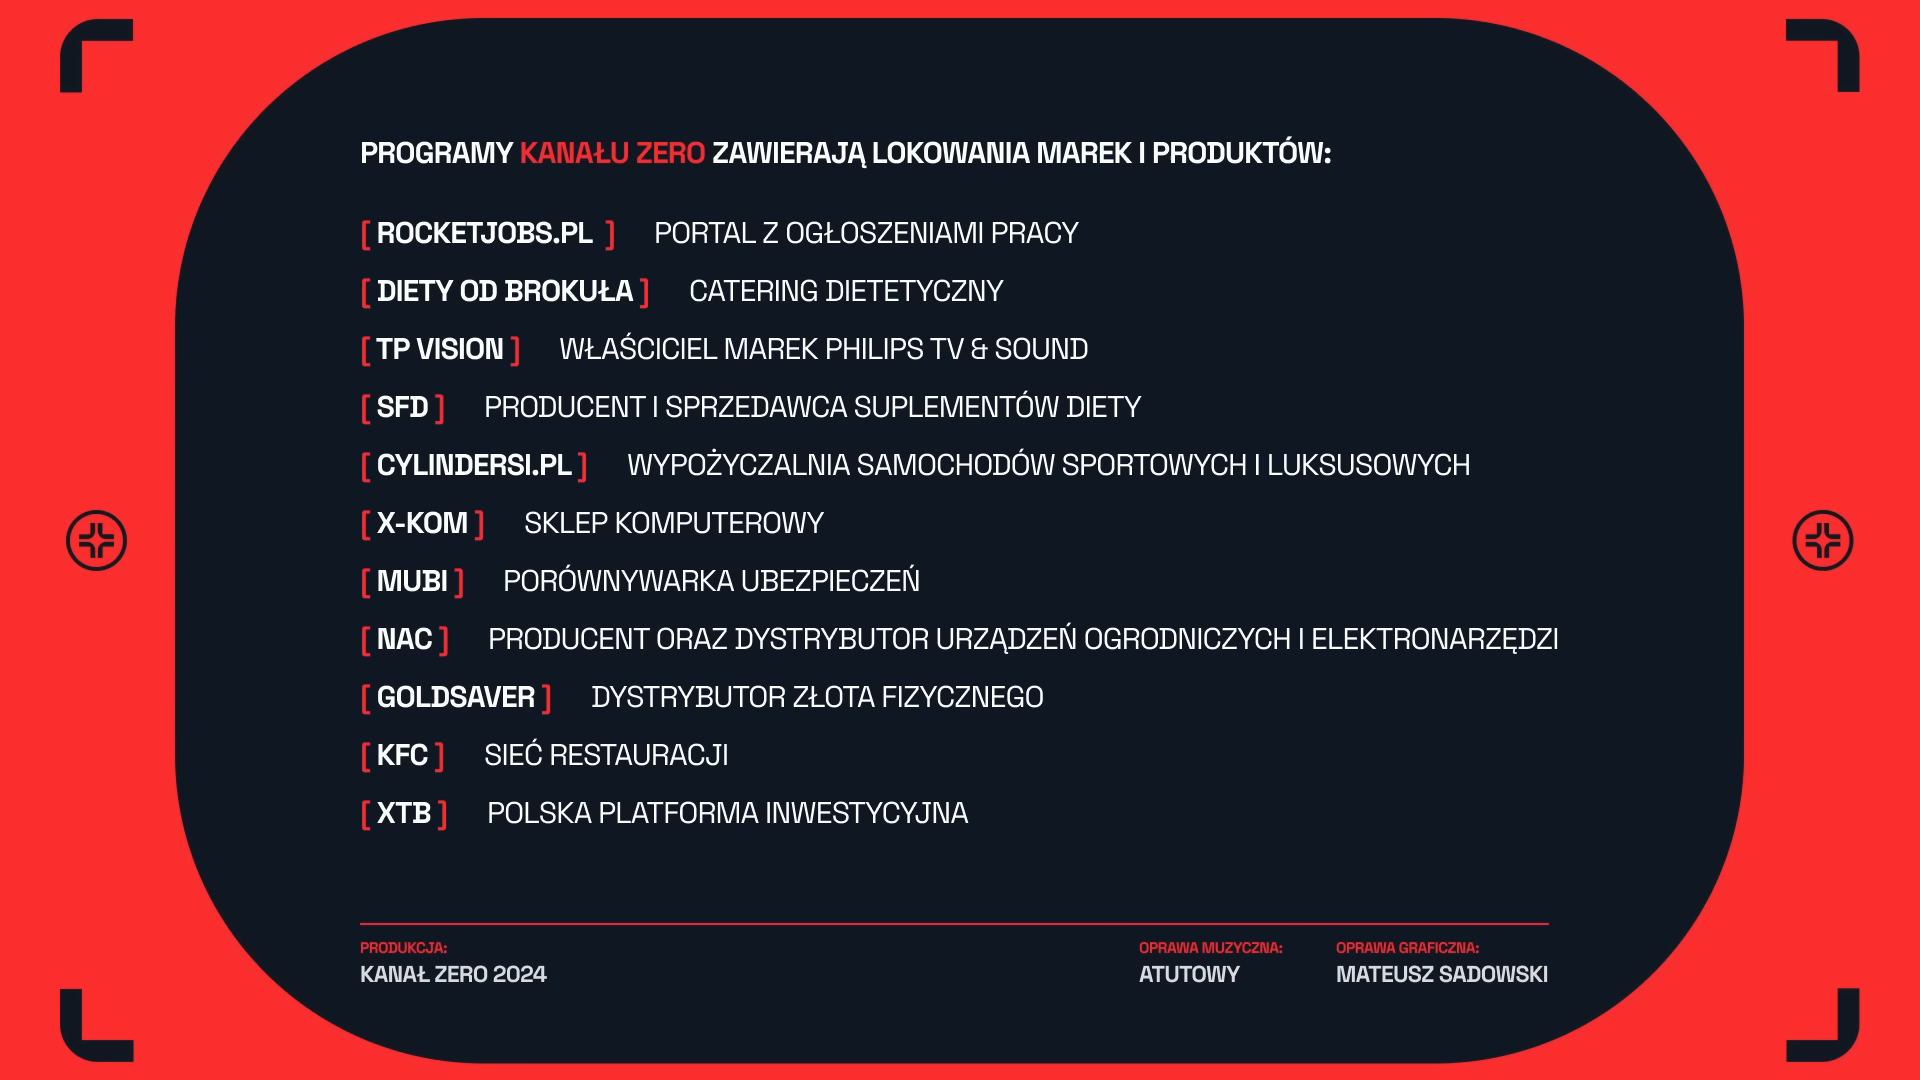 PROGRAMY KANAŁU ZERO ZAWIERAJĄ LOKOWANIA MAREK I PRODUKTÓW:
[ ROCKETJOBS.PL ] PORTAL Z OGŁOSZENIAMI PRACY
[ DIETY OD BROKUŁA ] CATERING DIETETYCZNY
[ TP VISION ] WŁAŚCICIEL MAREK PHILIPS TV & SOUND
[ SFD ] PRODUCENT I SPRZEDAWCA SUPLEMENTÓW DIETY
[ CYLINDERSI.PL ] WYPOŻYCZALNIA SAMOCHODÓW SPORTOWYCH I LUKSUSOWYCH
[ X-KOM ] SKLEP KOMPUTEROWY
[ MUBI ] PORÓWNYWARKA UBEZPIECZEŃ
[ NAC ] PRODUCENT ORAZ DYSTRYBUTOR URZĄDZEŃ OGRODNICZYCH I ELEKTRONARZĘDZI
[ GOLDSAVER ] DYSTRYBUTOR ZŁOTA FIZYCZNEGO
[ KFC ] SIEĆ RESTAURACJI
[ XTB ] POLSKA PLATFORMA INWESTYCYJNA
PRODUKCJA:
KANAŁ ZERO 2024
OPRAWA MUZYCZNA:
ATUTOWY
OPRAWA GRAFICZNA:
MATEUSZ SADOWSKI